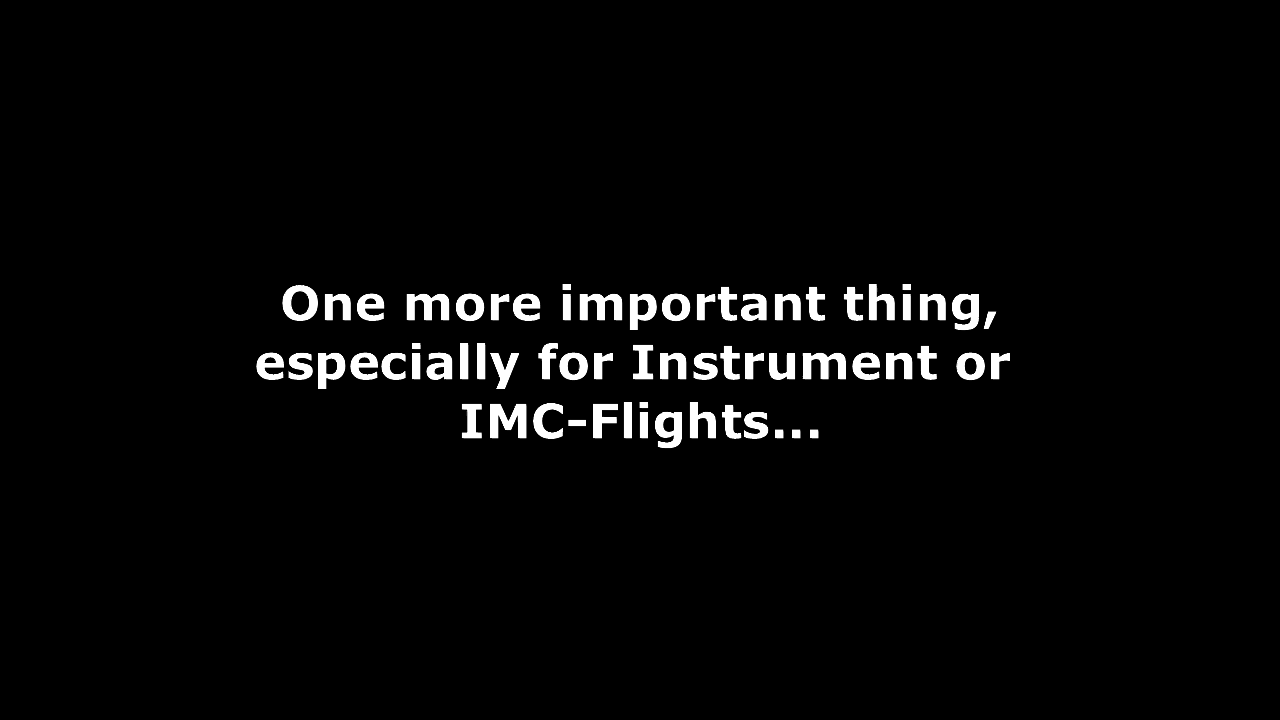 One more important thing,
especially for Instrument or
IMC-Flights...